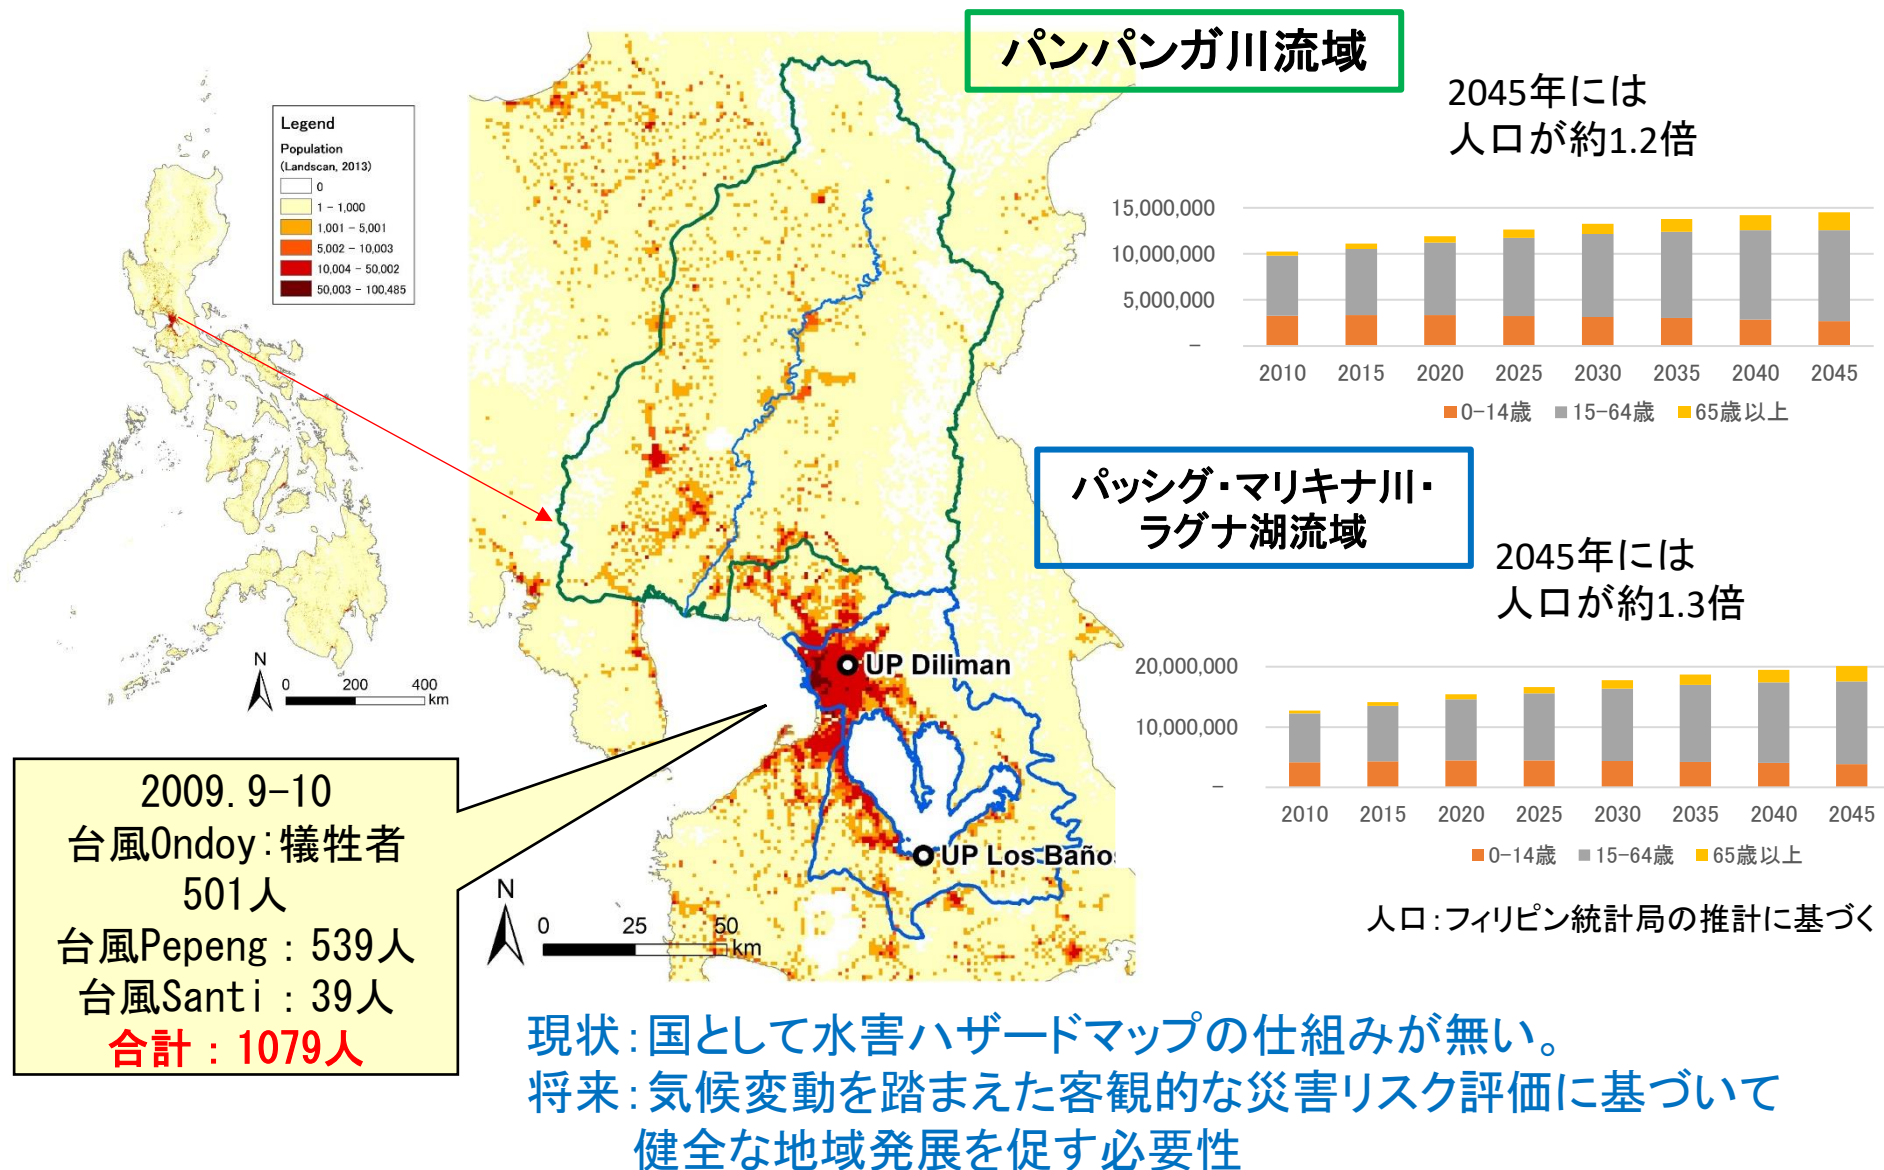 パンパンガ川流域
2045年には
人口が約1.2倍
Legend
Population
(Landscan, 2013)
0
1 - 1,000
1,001 - 5,001
5,002 - 10,003
10,004 - 50,002
50,003 - 100,485
15,000,000
10,000,000
5,000,000
-
2010 2015 2020 2025 2030 2035 2040 2045
0-14歳 15-64歳 65歳以上
パッシグ・マリキナ川・
ラグナ湖流域
2045年には
人口が約1.3倍
20,000,000
10,000,000
-
2010 2015 2020 2025 2030 2035 2040 2045
0-14歳 15-64歳 65歳以上
人口：フィリピン統計局の推計に基づく
N
0 200 400
km
UP Diliman
UP Los Baño
N
0 25 50
km
2009.9-10
台風Ondoy：犠牲者
501人
台風Pepeng：539人
台風Santi：39人
合計：1079人
現状：国として水害ハザードマップの仕組みが無い。
将来：気候変動を踏まえた客観的な災害リスク評価に基づいて
健全な地域発展を促す必要性